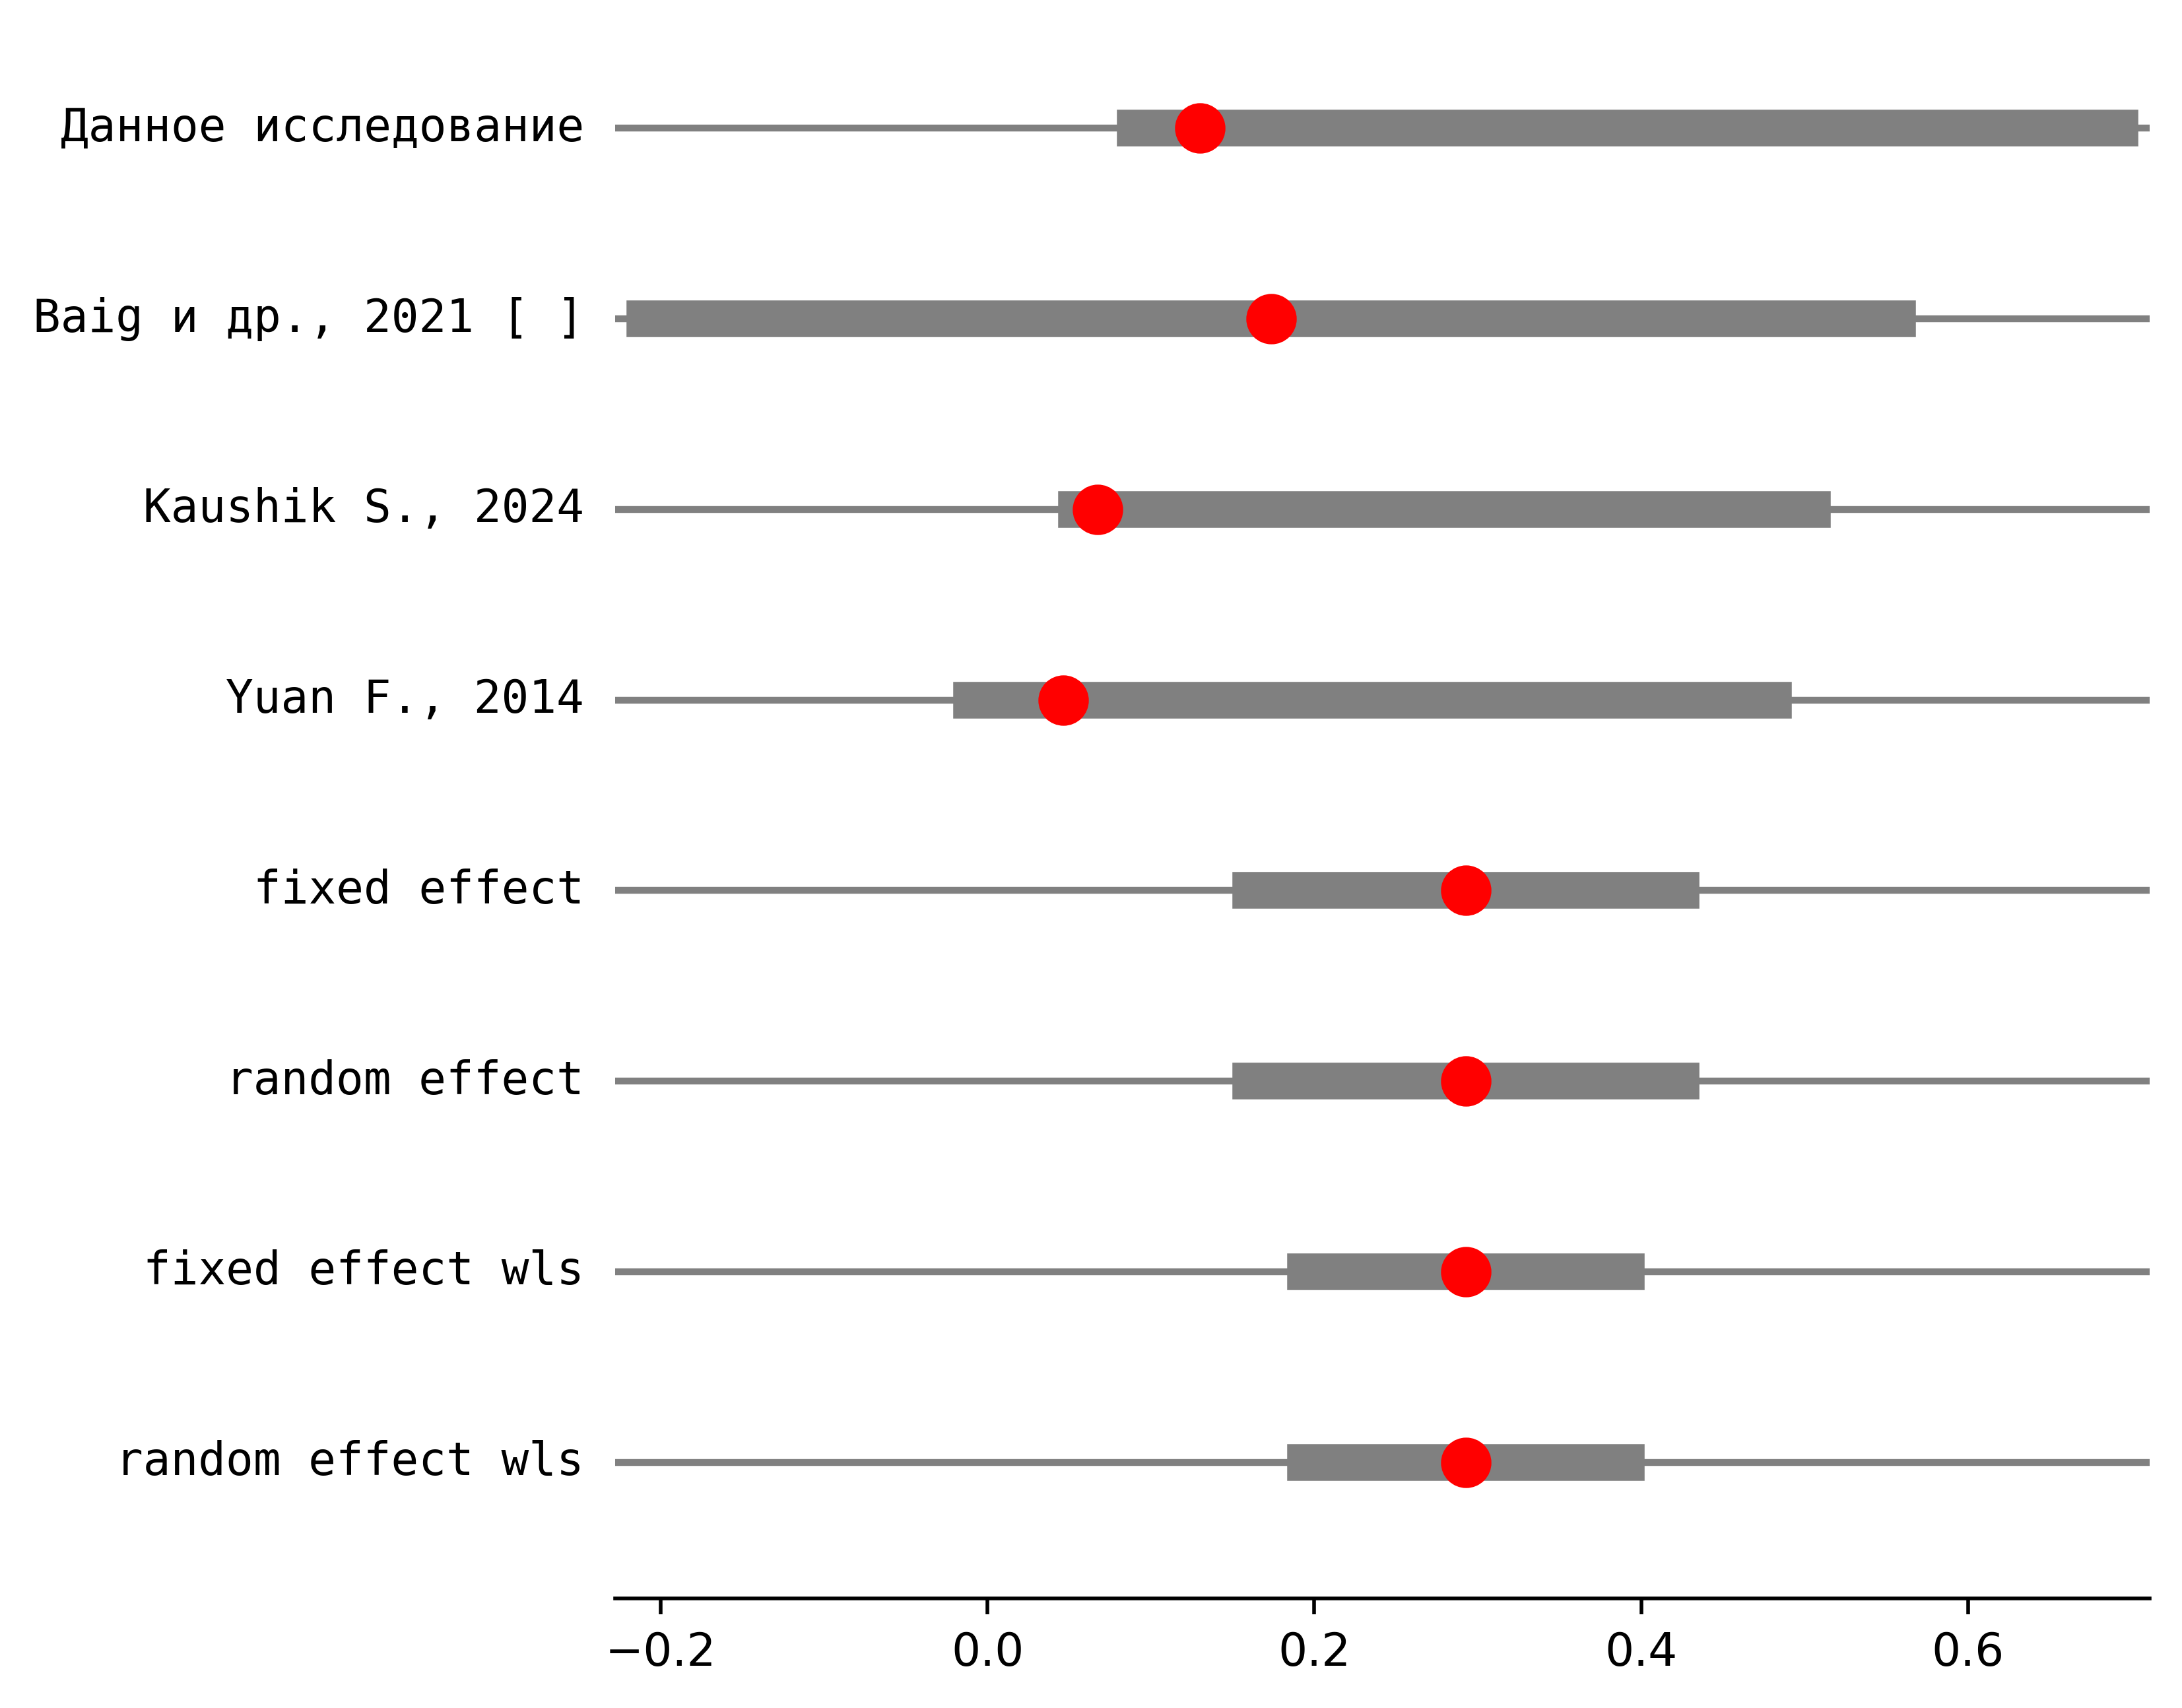 Данное исследование
Baig и др., 2021 [ ]
Kaushik S., 2024
Yuan F., 2014
fixed effect
random effect
fixed effect wls
random effect wls
−0.2 0.0 0.2 0.4 0.6